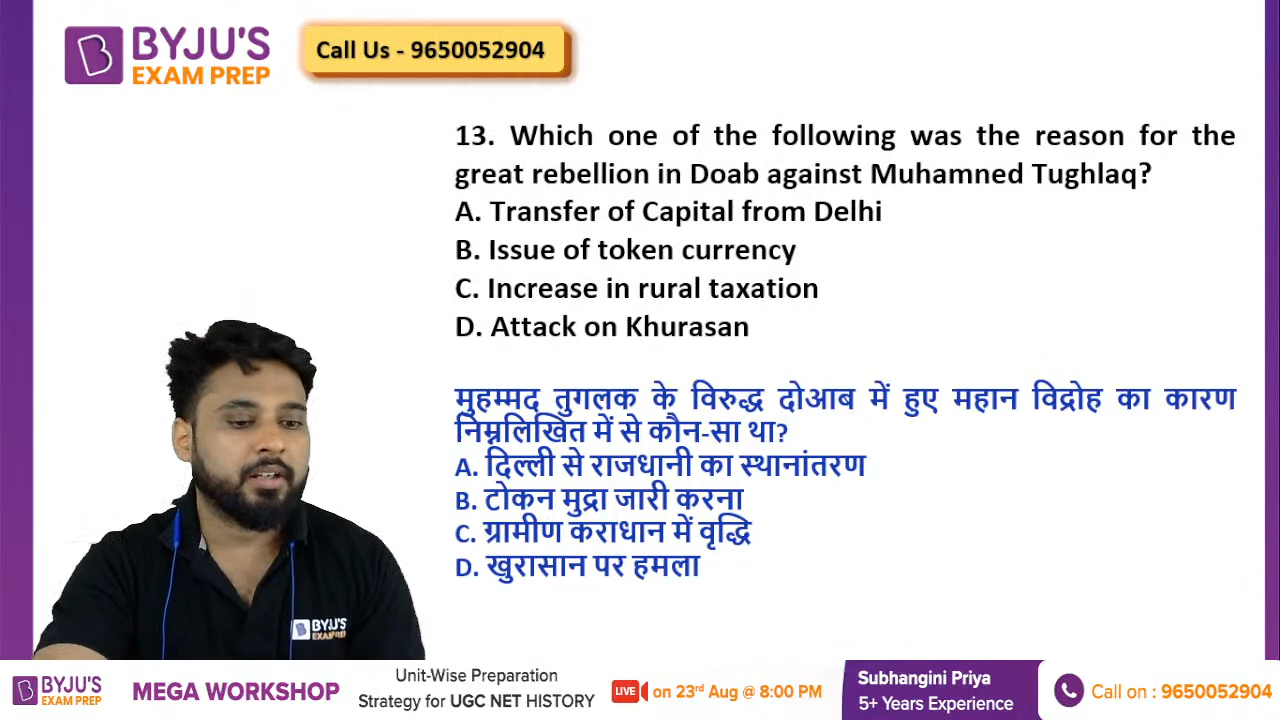 BYJU'S
EXAM PREP
Call Us - 9650052904
13. Which one of the following was the reason for the
great rebellion in Doab against Muhamned Tughlaq?
A. Transfer of Capital from Delhi
B. Issue of token currency
C. Increase in rural taxation
D. Attack on Khurasan
मुहम्मद तुगलक के विरुद्ध दोआब में हुए महान विद्रोह का कारण
निम्नलिखित में से कौन-सा था?
A. दिल्ली से राजधानी का स्थानांतरण
B. टोकन मुद्रा जारी करना
C. ग्रामीण कराधान में वृद्धि
D. खुरासान पर हमला
BYJU'S
EXAM PREP
BYJU'S
EXAM PREP
MEGA WORKSHOP
Unit-Wise Preparation
Strategy for UGC NET HISTORY
LIVE on 23rd Aug @ 8:00 PM
Subhangini Priya
5+ Years Experience
Call on : 9650052904